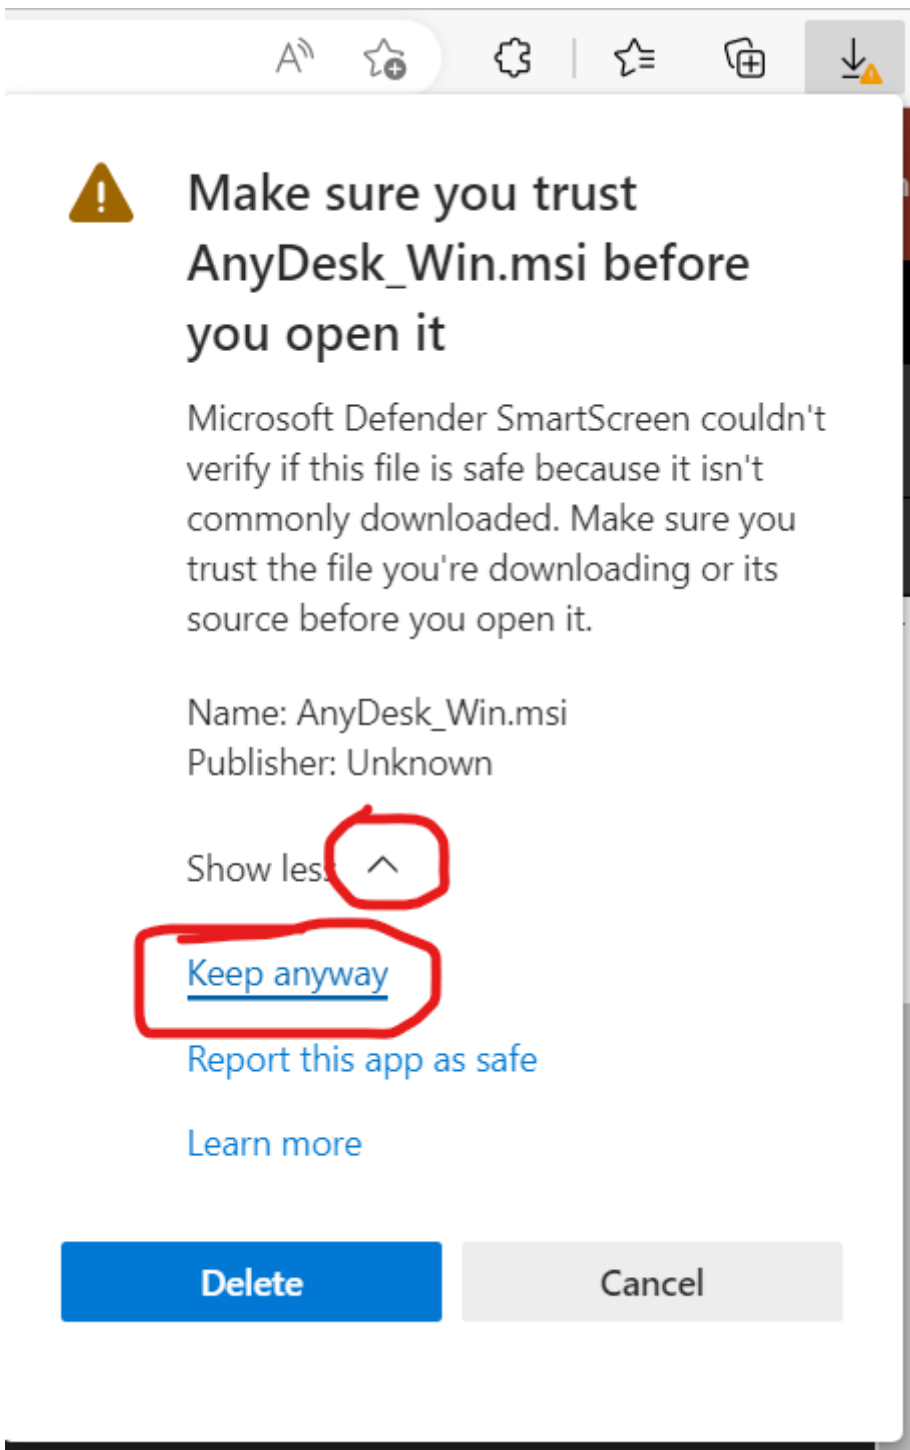 Make sure you trust
AnyDesk_Win.msi before
you open it
Microsoft Defender SmartScreen couldn't
verify if this file is safe because it isn't
commonly downloaded. Make sure you
trust the file you're downloading or its
source before you open it.
Name: AnyDesk_Win.msi
Publisher: Unknown
Show less
Keep anyway
Report this app as safe
Learn more
Delete
Cancel